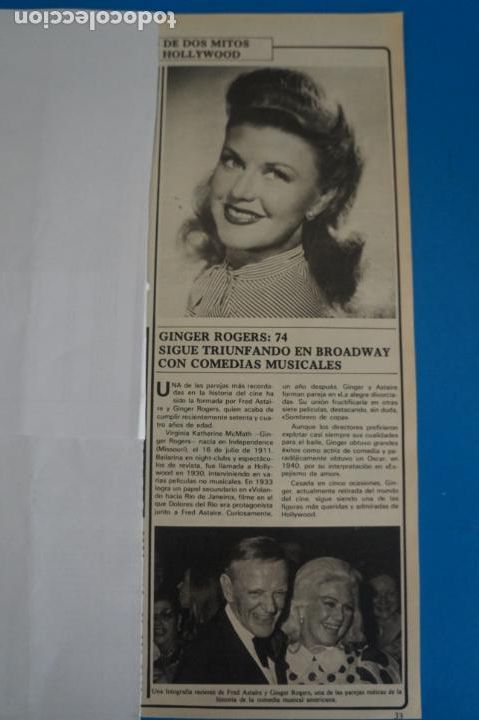 todocoleccion.net
DE DOS MITOS
HOLLYWOOD
GINGER ROGERS: 74
SIGUE TRIUNFANDO EN BROADWAY
CON COMEDIAS MUSICALES
UNA de las parejas más recorda-
das en la historia del cine ha
sido la formada por Fred Astai-
re y Ginger Rogers, quien acaba de
cumplir recientemente setenta y cua-
tro años de edad.
Virginia Katherine McMath -Gin-
ger Rogers- nacía en Independence
(Missouri), el 16 de julio de 1911.
Bailarina en night-clubs y espectácu-
los de revista, fue llamada a Holly-
wood en 1930, interviniendo en va-
rias películas no musicales. En 1933
logra un papel secundario en «Volan-
do hacia Río de Janeiro», filme en el
que Dolores del Río era protagonista
junto a Fred Astaire. Curiosamente,
un año después, Ginger y Astaire
forman pareja en «La alegre divorcia-
da». Su unión fructificaría en otras
siete películas, destacando, sin duda,
«Sombrero de copa».
Aunque los directores prefirieron
explotar casi siempre sus cualidades
para el baile, Ginger obtuvo grandes
éxitos como actriz de comedia y pa-
radójicamente obtuvo un Oscar, en
1940, por su interpretación en «Es-
pejismo de amor».
Casada en cinco ocasiones, Gin-
ger, actualmente retirada del mundo
del cine, sigue siendo una de las
figuras más queridas y admiradas de
Hollywood.
Una fotografía reciente de Fred Astaire y Ginger Rogers, una de las parejas míticas de la
historia de la comedia musical americana.
73